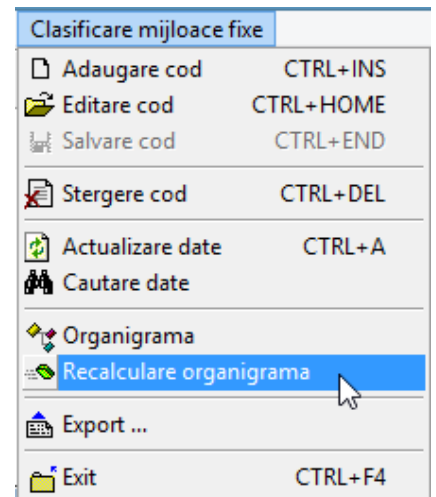 Clasificare mijloace fixe
Adaugare cod CTRL+INS
Editare cod CTRL+HOME
Salvare cod CTRL+END
Stergere cod CTRL+DEL
Actualizare date CTRL+A
Cautare date
Organigrama
Recalculare organigrama
Export ...
Exit CTRL+F4